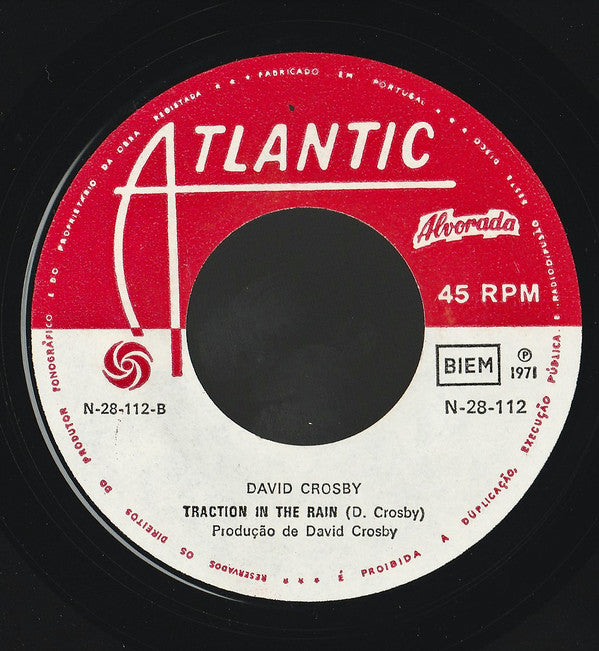 ATLANTIC
Alvorada
45 RPM
BIEM
℗
1971
N-28-112-B
N-28-112
DAVID CROSBY
TRACTION IN THE RAIN (D. Crosby)
Produção de David Crosby
RESERVADOS OS DIREITOS DO PRODUTOR FONOGRÁFICO E DO PROPRIETÁRIO DA OBRA REGISTADA * * * FABRICADO EM PORTUGAL
* * * É PROIBIDA A DUPLICAÇÃO, EXECUÇÃO PÚBLICA E RADIODIFUSÃO DESTE DISCO